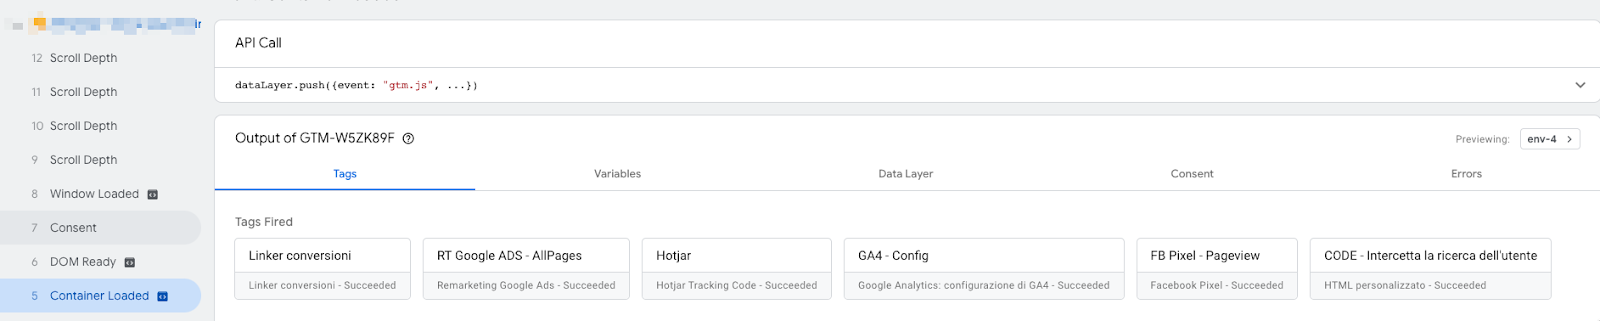 12 Scroll Depth
11 Scroll Depth
10 Scroll Depth
9 Scroll Depth
8 Window Loaded
7 Consent
6 DOM Ready
5 Container Loaded
API Call
dataLayer.push({event: "gtm.js", ...})
Output of GTM-W5ZK89F
Previewing: env-4
Tags Variables Data Layer Consent Errors
Tags Fired
Linker conversioni
Linker conversioni - Succeeded
RT Google ADS - AllPages
Remarketing Google Ads - Succeeded
Hotjar
Hotjar Tracking Code - Succeeded
GA4 - Config
Google Analytics: configurazione di GA4 - Succeeded
FB Pixel - Pageview
Facebook Pixel - Succeeded
CODE - Intercetta la ricerca dell'utente
HTML personalizzato - Succeeded